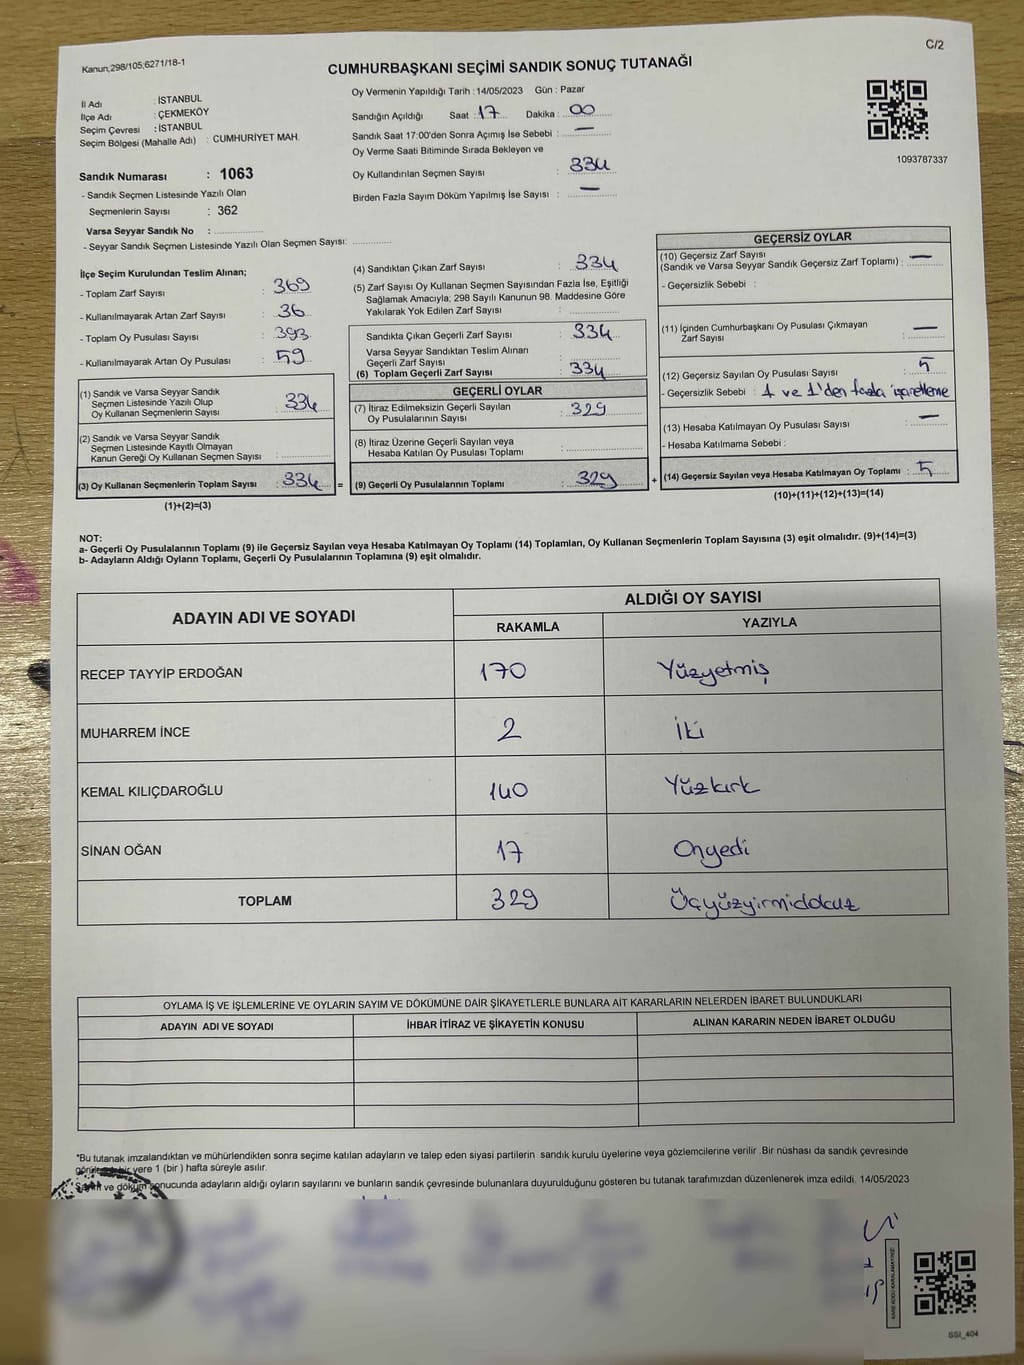 Kanun;298/105;6271/18-1
C/2
CUMHURBAŞKANI SEÇİMİ SANDIK SONUÇ TUTANAĞI
İl Adı : İSTANBUL
İlçe Adı : ÇEKMEKÖY
Seçim Çevresi : İSTANBUL
Seçim Bölgesi (Mahalle Adı) : CUMHURİYET MAH.
Sandık Numarası : 1063
- Sandık Seçmen Listesinde Yazılı Olan
Seçmenlerin Sayısı : 362
Varsa Seyyar Sandık No :
- Seyyar Sandık Seçmen Listesinde Yazılı Olan Seçmen Sayısı:
Oy Vermenin Yapıldığı Tarih : 14/05/2023 Gün : Pazar
Sandığın Açıldığı Saat : 17 Dakika : 00
Sandık Saat 17:00'den Sonra Açımış İse Sebebi : —
Oy Verme Saati Bitiminde Sırada Bekleyen ve
Oy Kullandırılan Seçmen Sayısı : 334
Birden Fazla Sayım Döküm Yapılmış İse Sayısı : —
1093787337
İlçe Seçim Kurulundan Teslim Alınan;
- Toplam Zarf Sayısı : 369
- Kullanılmayarak Artan Zarf Sayısı : 36
- Toplam Oy Pusulası Sayısı : 393
- Kullanılmayarak Artan Oy Pusulası : 59
(1) Sandık ve Varsa Seyyar Sandık
Seçmen Listesinde Yazılı Olup
Oy Kullanan Seçmenlerin Sayısı : 334
(2) Sandık ve Varsa Seyyar Sandık
Seçmen Listesinde Kayıtlı Olmayan
Kanun Gereği Oy Kullanan Seçmen Sayısı :
(3) Oy Kullanan Seçmenlerin Toplam Sayısı : 334 =
(1)+(2)=(3)
(4) Sandıktan Çıkan Zarf Sayısı : 334
(5) Zarf Sayısı Oy Kullanan Seçmen Sayısından Fazla İse, Eşitliği
Sağlamak Amacıyla; 298 Sayılı Kanunun 98. Maddesine Göre
Yakılarak Yok Edilen Zarf Sayısı :
Sandıkta Çıkan Geçerli Zarf Sayısı : 334
Varsa Seyyar Sandıktan Teslim Alınan
Geçerli Zarf Sayısı :
(6) Toplam Geçerli Zarf Sayısı : 334
GEÇERLİ OYLAR
(7) İtiraz Edilmeksizin Geçerli Sayılan
Oy Pusulasının Sayısı : 329
(8) İtiraz Üzerine Geçerli Sayılan veya
Hesaba Katılan Oy Pusulası Toplamı :
(9) Geçerli Oy Pusulalarının Toplamı : 329 +
GEÇERSİZ OYLAR
(10) Geçersiz Zarf Sayısı
(Sandık ve Varsa Seyyar Sandık Geçersiz Zarf Toplamı) : —
- Geçersizlik Sebebi :
(11) İçinden Cumhurbaşkanı Oy Pusulası Çıkmayan
Zarf Sayısı : —
(12) Geçersiz Sayılan Oy Pusulası Sayısı : 5
- Geçersizlik Sebebi : 1 ve 1'den fazla işaretleme
(13) Hesaba Katılmayan Oy Pusulası Sayısı : —
- Hesaba Katılmama Sebebi :
(14) Geçersiz Sayılan veya Hesaba Katılmayan Oy Toplamı : 5
(10)+(11)+(12)+(13)=(14)
NOT:
a- Geçerli Oy Pusulalarının Toplamı (9) ile Geçersiz Sayılan veya Hesaba Katılmayan Oy Toplamı (14) Toplamları, Oy Kullanan Seçmenlerin Toplam Sayısına (3) eşit olmalıdır. (9)+(14)=(3)
b- Adayların Aldığı Oyların Toplamı, Geçerli Oy Pusulalarının Toplamına (9) eşit olmalıdır.
ADAYIN ADI VE SOYADI
ALDIĞI OY SAYISI
RAKAMLA YAZIYLA
RECEP TAYYİP ERDOĞAN 170 Yüzyetmiş
MUHARREM İNCE 2 İki
KEMAL KILIÇDAROĞLU 140 Yüzkırk
SİNAN OĞAN 17 Onyedi
TOPLAM 329 Üçyüzyirmidokuz
OYLAMA İŞ VE İŞLEMLERİNE VE OYLARIN SAYIM VE DÖKÜMÜNE DAİR ŞİKAYETLERLE BUNLARA AİT KARARLARIN NELERDEN İBARET BULUNDUKLARI
ADAYIN ADI VE SOYADI İHBAR İTİRAZ VE ŞİKAYETİN KONUSU ALINAN KARARIN NEDEN İBARET OLDUĞU
*Bu tutanak imzalandıktan ve mühürlendikten sonra seçime katılan adayların ve talep eden siyasi partilerin sandık kurulu üyelerine veya gözlemcilerine verilir .Bir nüshası da sandık çevresinde
bir yere 1 (bir ) hafta süreyle asılır.
ve döküm sonucunda adayların aldığı oyların sayılarını ve bunların sandık çevresinde bulunanlara duyurulduğunu gösteren bu tutanak tarafımızdan düzenlenerek imza edildi. 14/05/2023
SSI_404